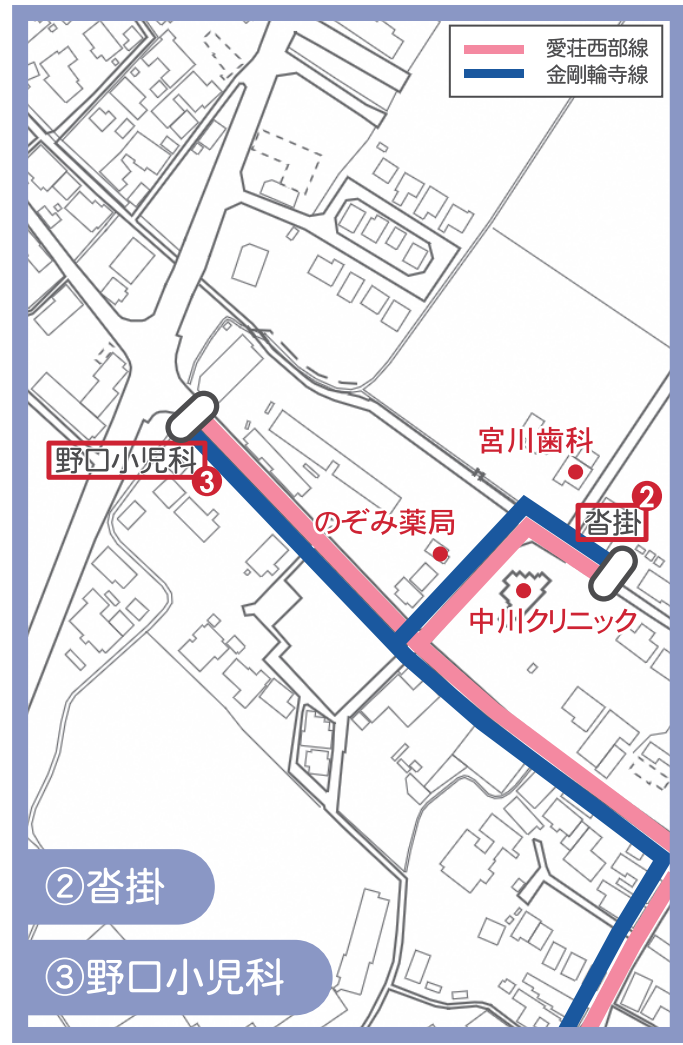 愛荘西部線
金剛輪寺線
宮川歯科
野口小児科
3
2
沓掛
のぞみ薬局
中川クリニック
②沓掛
③野口小児科